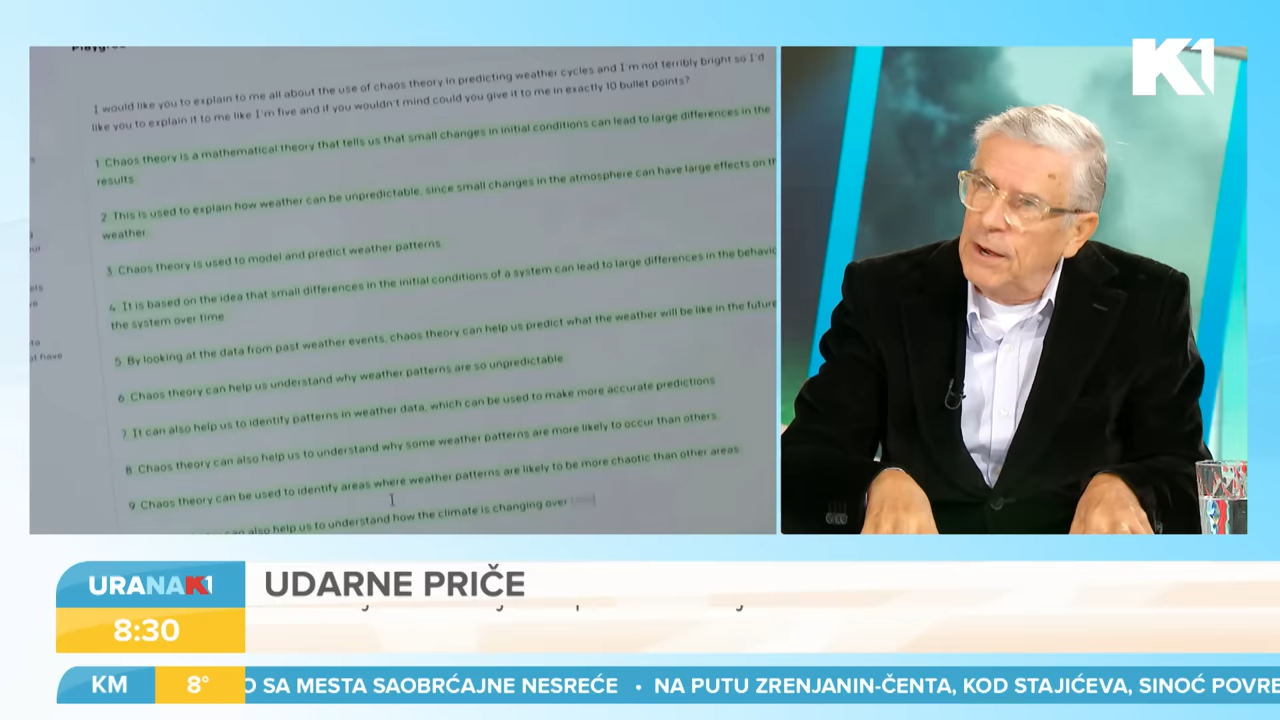 I would like you to explain to me all about the use of chaos theory in predicting weather cycles and I'm not terribly bright so I'd
like you to explain it to me like I'm five and if you wouldn't mind could you give it to me in exactly 10 bullet points?
1. Chaos theory is a mathematical theory that tells us that small changes in initial conditions can lead to large differences in the
results.
2. This is used to explain how weather can be unpredictable, since small changes in the atmosphere can have large effects on th
weather.
3. Chaos theory is used to model and predict weather patterns.
4. It is based on the idea that small differences in the initial conditions of a system can lead to large differences in the behavio
the system over time.
5. By looking at the data from past weather events, chaos theory can help us predict what the weather will be like in the future
6. Chaos theory can help us understand why weather patterns are so unpredictable.
7. It can also help us to identify patterns in weather data, which can be used to make more accurate predictions.
8. Chaos theory can also help us to understand why some weather patterns are more likely to occur than others.
9. Chaos theory can be used to identify areas where weather patterns are likely to be more chaotic than other areas.
can also help us to understand how the climate is changing over
K1
URANAK1
UDARNE PRIČE
8:30
KM 8° O SA MESTA SAOBRĆAJNE NESREĆE • NA PUTU ZRENJANIN-ČENTA, KOD STAJIĆEVA, SINOĆ POVRE